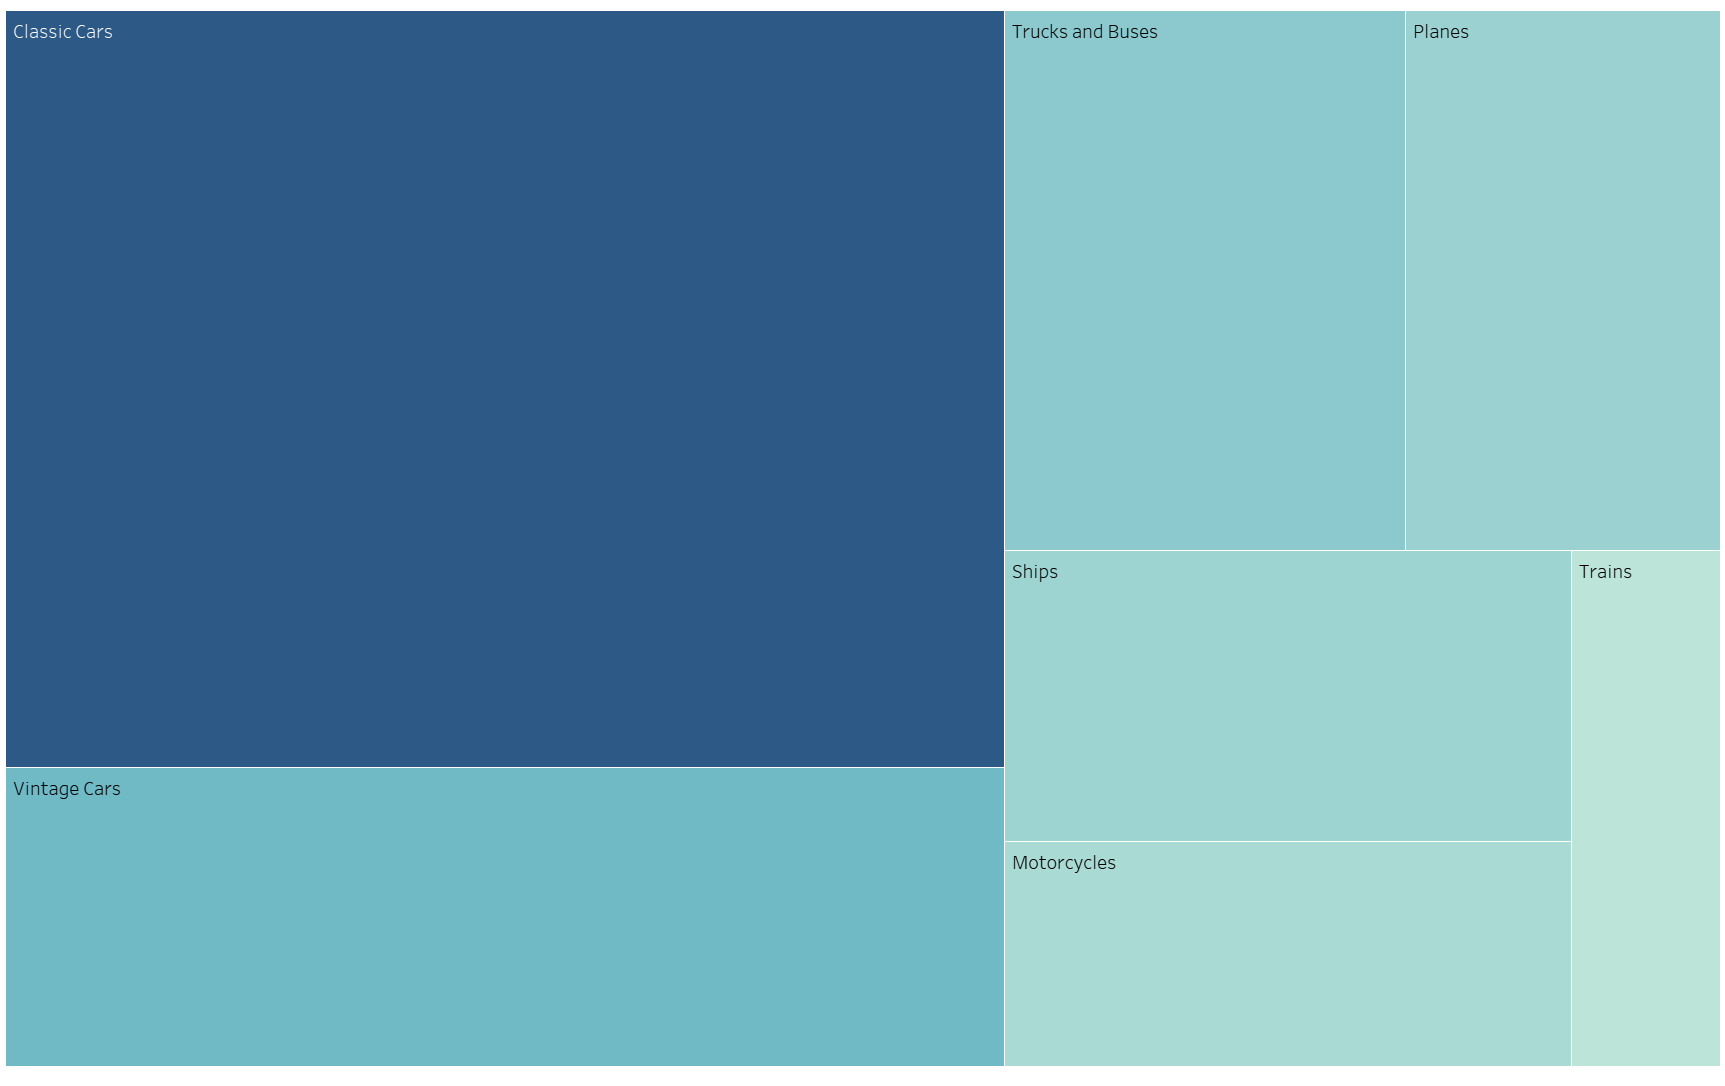 Classic Cars
Trucks and Buses
Planes
Ships
Trains
Vintage Cars
Motorcycles